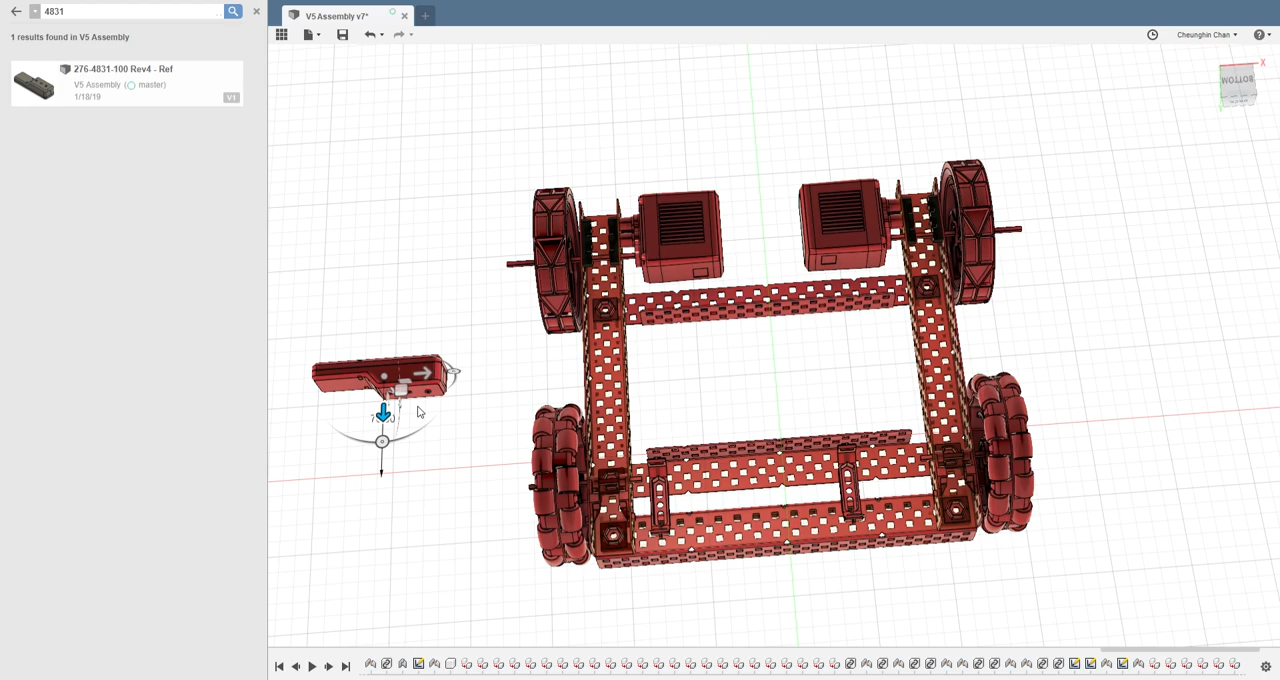 4831
V5 Assembly v7*
1 results found in V5 Assembly
Cheunghin Chan
276-4831-100 Rev4 - Ref
V5 Assembly (master)
1/18/19
V1
X
BOTTOM